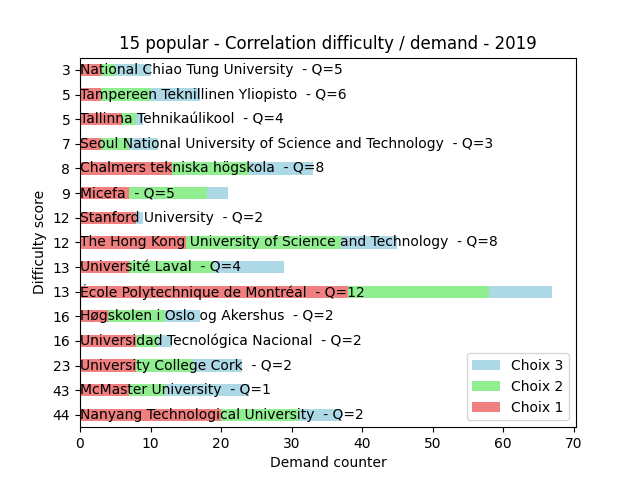 15 popular - Correlation difficulty / demand - 2019
Difficulty score
3 National Chiao Tung University - Q=5
5 Tampereen Teknillinen Yliopisto - Q=6
5 Tallinna Tehnikaúlikool - Q=4
7 Seoul National University of Science and Technology - Q=3
8 Chalmers tekniska högskola - Q=8
9 Micefa - Q=5
12 Stanford University - Q=2
12 The Hong Kong University of Science and Technology - Q=8
13 Université Laval - Q=4
13 École Polytechnique de Montréal - Q=12
16 Høgskolen i Oslo og Akershus - Q=2
16 Universidad Tecnológica Nacional - Q=2
23 University College Cork - Q=2
43 McMaster University - Q=1
44 Nanyang Technological University - Q=2
Choix 3
Choix 2
Choix 1
0 10 20 30 40 50 60 70
Demand counter